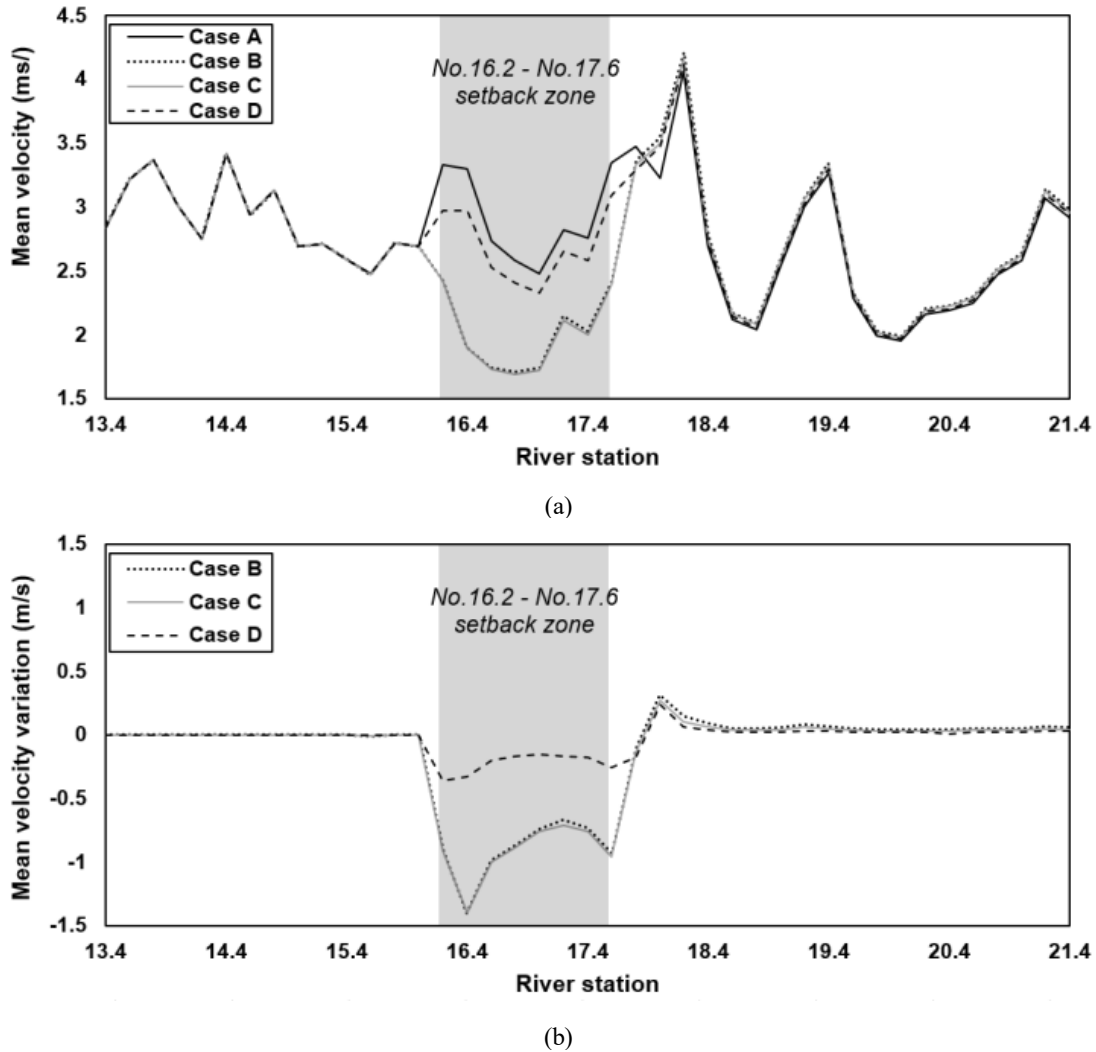 4.5
4
3.5
3
2.5
2
1.5
Mean velocity (ms/)
Case A
Case B
Case C
Case D
No.16.2 - No.17.6
setback zone
13.4 14.4 15.4 16.4 17.4 18.4 19.4 20.4 21.4
River station
(a)
1.5
1
0.5
0
-0.5
-1
-1.5
Mean velocity variation (m/s)
Case B
Case C
Case D
No.16.2 - No.17.6
setback zone
13.4 14.4 15.4 16.4 17.4 18.4 19.4 20.4 21.4
River station
(b)